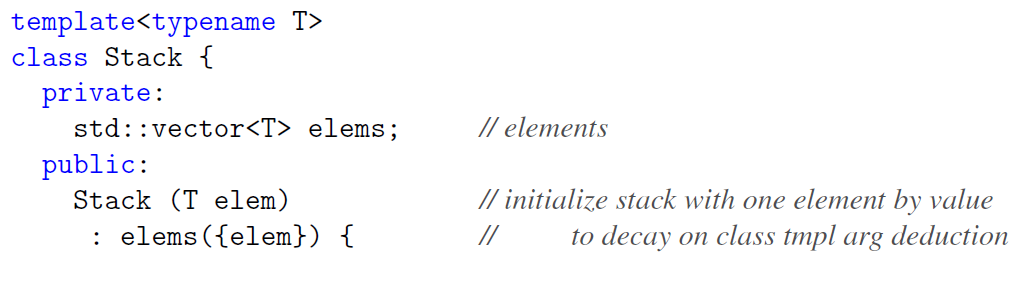 template<typename T>
class Stack {
private:
std::vector<T> elems; // elements
public:
Stack (T elem) // initialize stack with one element by value
: elems({elem}) { // to decay on class tmpl arg deduction